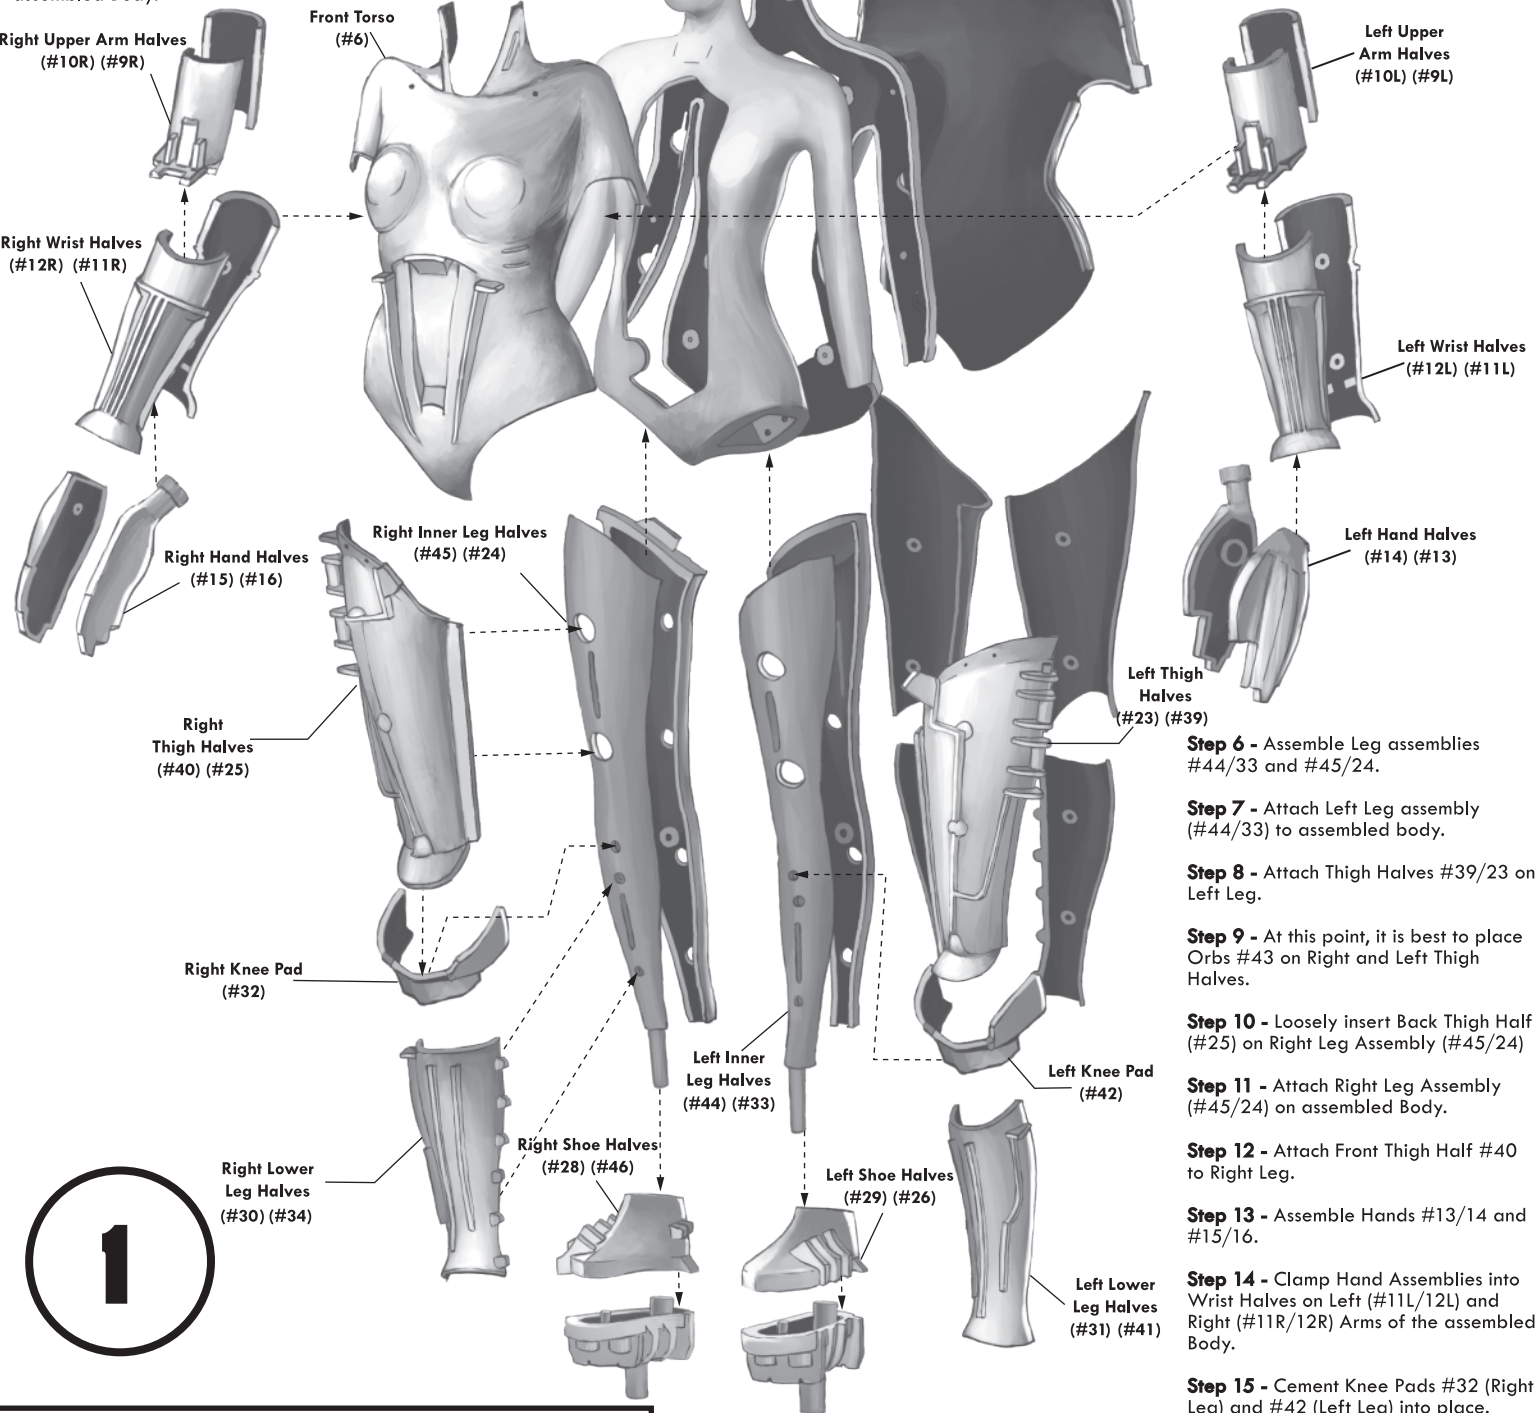 assembled body.
Front Torso
(#6)
Right Upper Arm Halves
(#10R) (#9R)
Left Upper
Arm Halves
(#10L) (#9L)
Right Wrist Halves
(#12R) (#11R)
Left Wrist Halves
(#12L) (#11L)
Right Hand Halves
(#15) (#16)
Right Inner Leg Halves
(#45) (#24)
Left Hand Halves
(#14) (#13)
Right
Thigh Halves
(#40) (#25)
Left Thigh
Halves
(#23) (#39)
Right Knee Pad
(#32)
Left Inner
Leg Halves
(#44) (#33)
Left Knee Pad
(#42)
Right Lower
Leg Halves
(#30) (#34)
Right Shoe Halves
(#28) (#46)
Left Shoe Halves
(#29) (#26)
Left Lower
Leg Halves
(#31) (#41)
1
Step 6 - Assemble Leg assemblies
#44/33 and #45/24.
Step 7 - Attach Left Leg assembly
(#44/33) to assembled body.
Step 8 - Attach Thigh Halves #39/23 on
Left Leg.
Step 9 - At this point, it is best to place
Orbs #43 on Right and Left Thigh
Halves.
Step 10 - Loosely insert Back Thigh Half
(#25) on Right Leg Assembly (#45/24)
Step 11 - Attach Right Leg Assembly
(#45/24) on assembled Body.
Step 12 - Attach Front Thigh Half #40
to Right Leg.
Step 13 - Assemble Hands #13/14 and
#15/16.
Step 14 - Clamp Hand Assemblies into
Wrist Halves on Left (#11L/12L) and
Right (#11R/12R) Arms of the assembled
Body.
Step 15 - Cement Knee Pads #32 (Right
Leg) and #42 (Left Leg) into place.